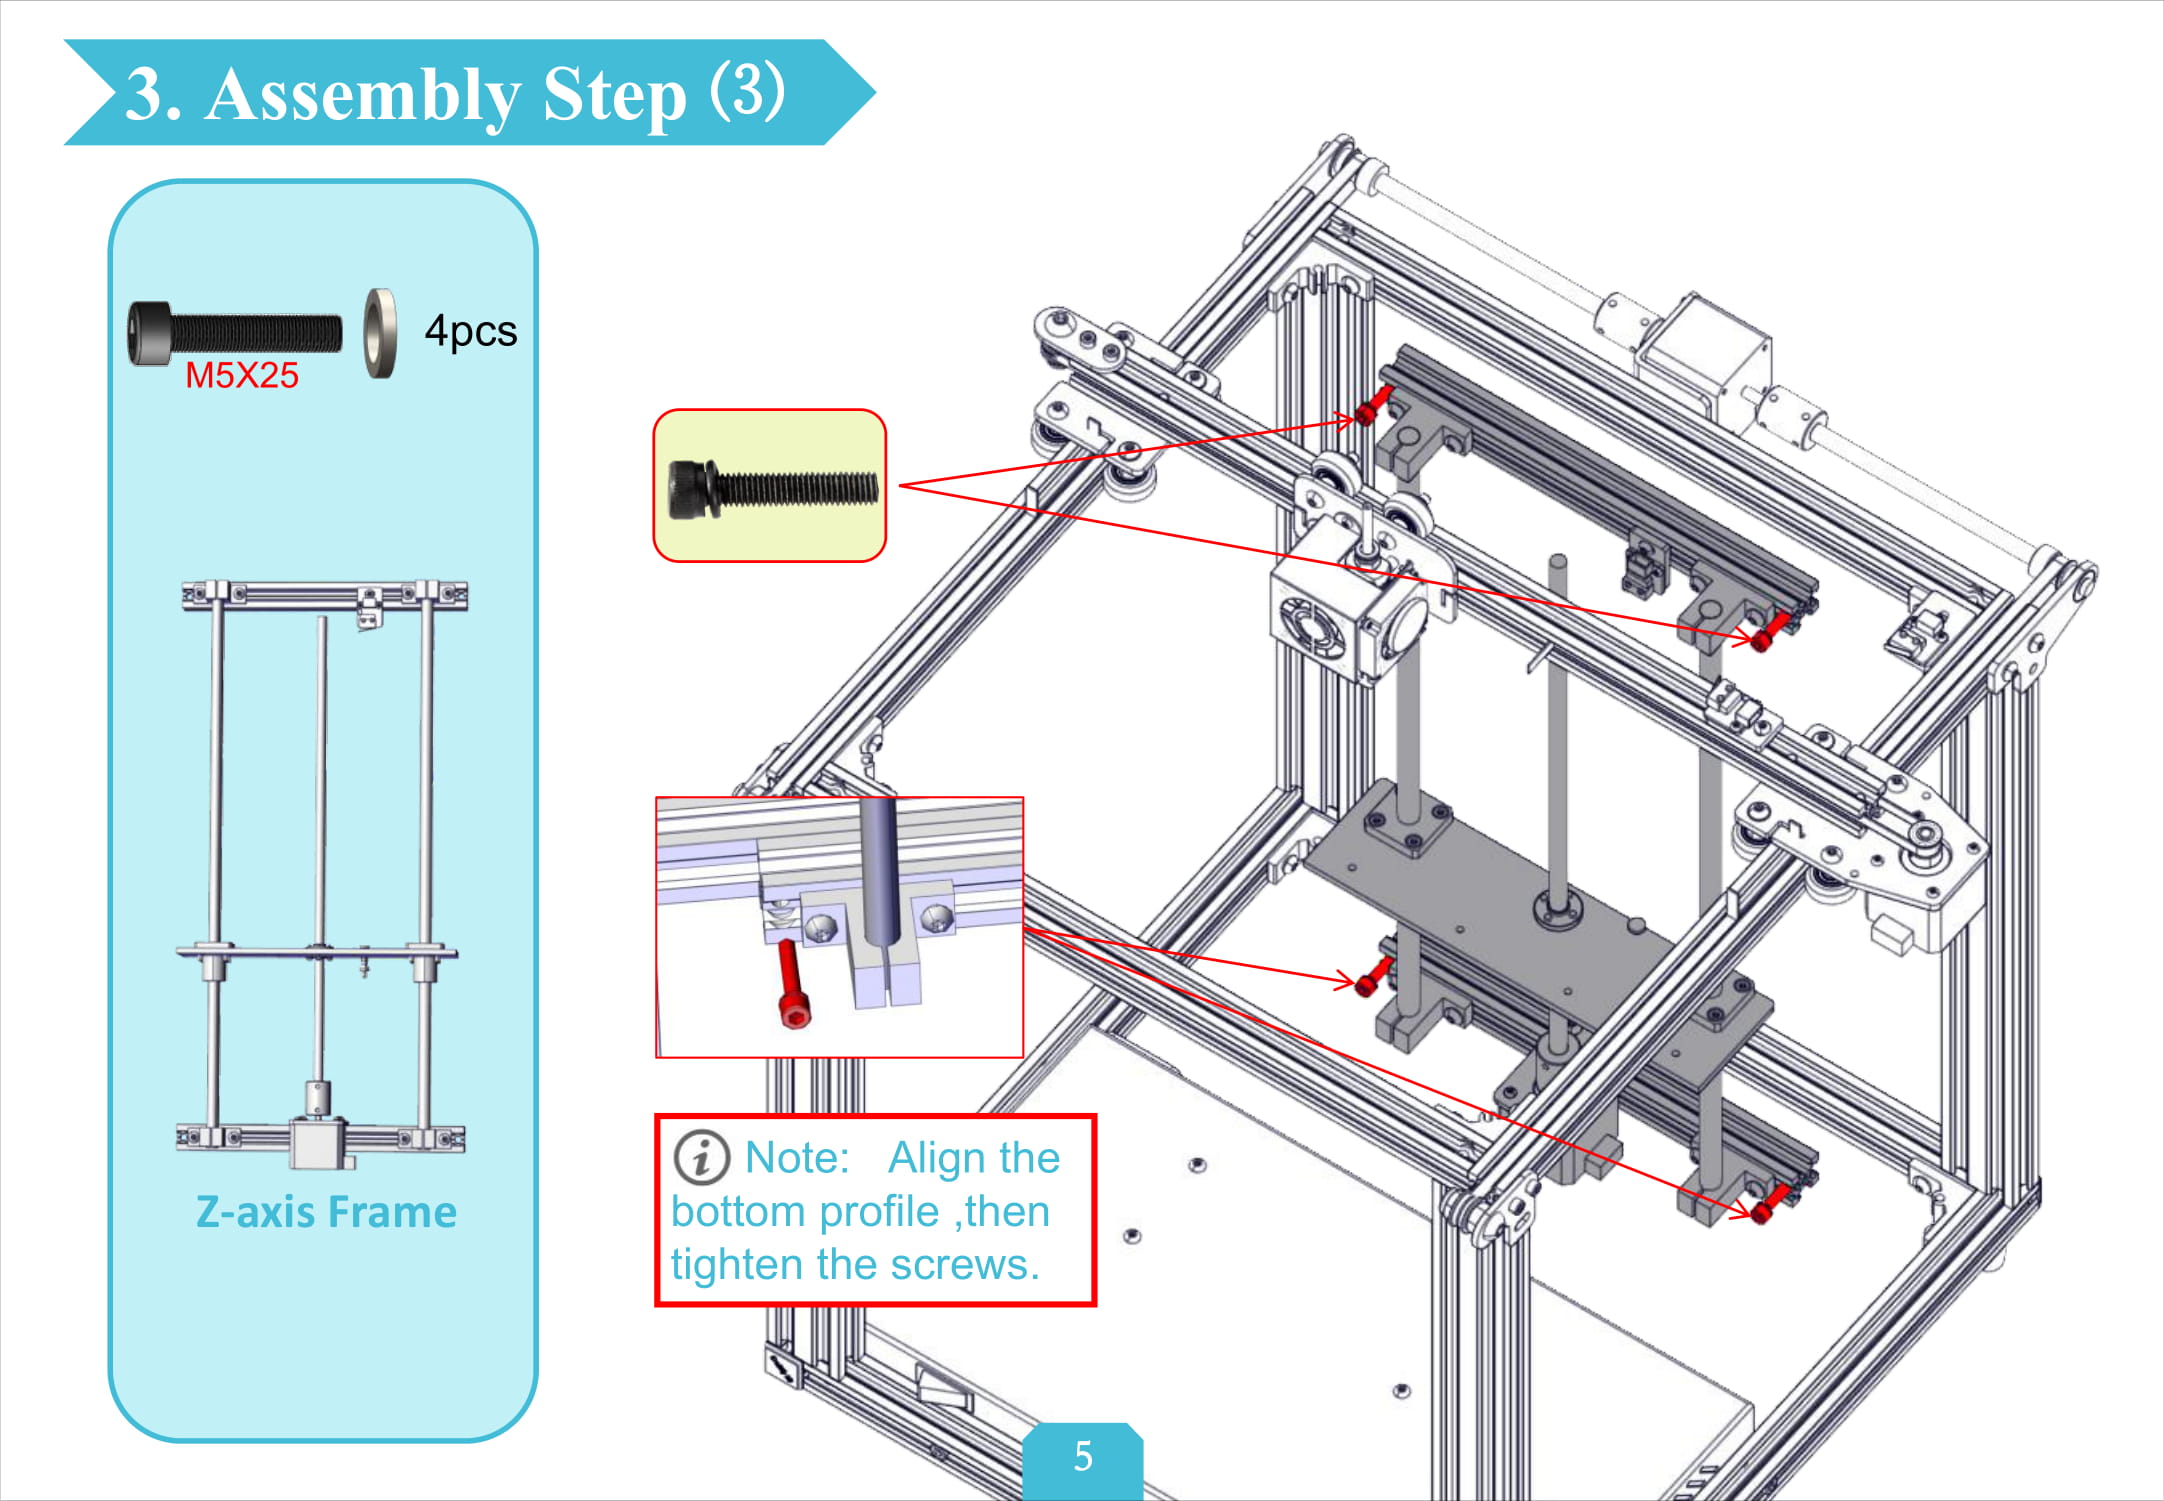 3. Assembly Step (3)
4pcs
M5X25
Z-axis Frame
Note: Align the
bottom profile ,then
tighten the screws.
5